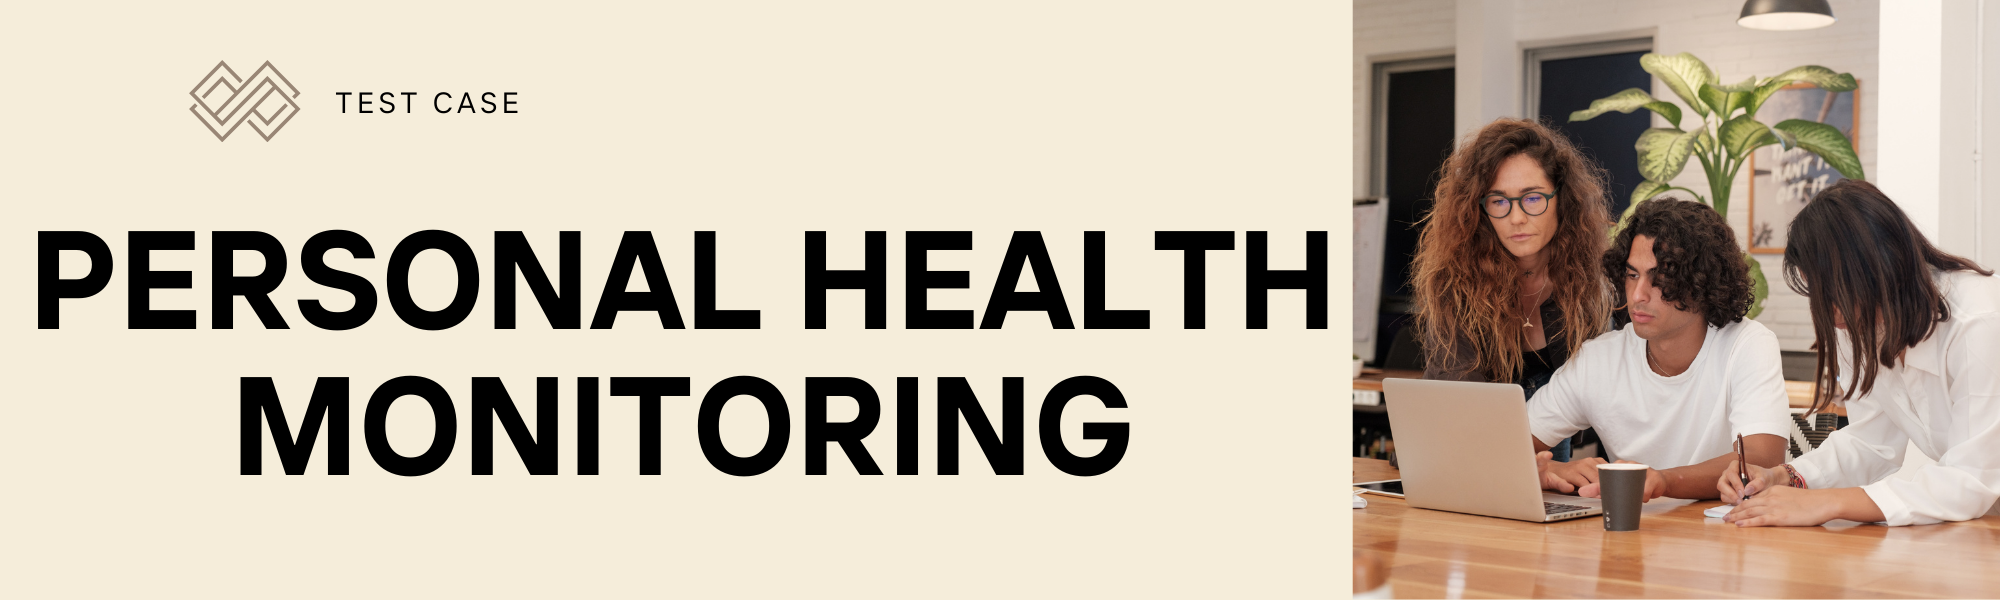 TEST CASE
PERSONAL HEALTH
MONITORING